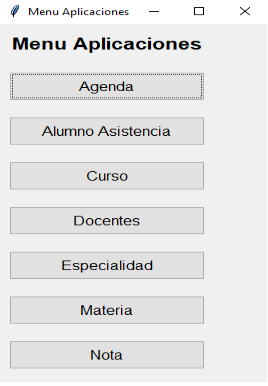 Menu Aplicaciones
Menu Aplicaciones
Agenda
Alumno Asistencia
Curso
Docentes
Especialidad
Materia
Nota